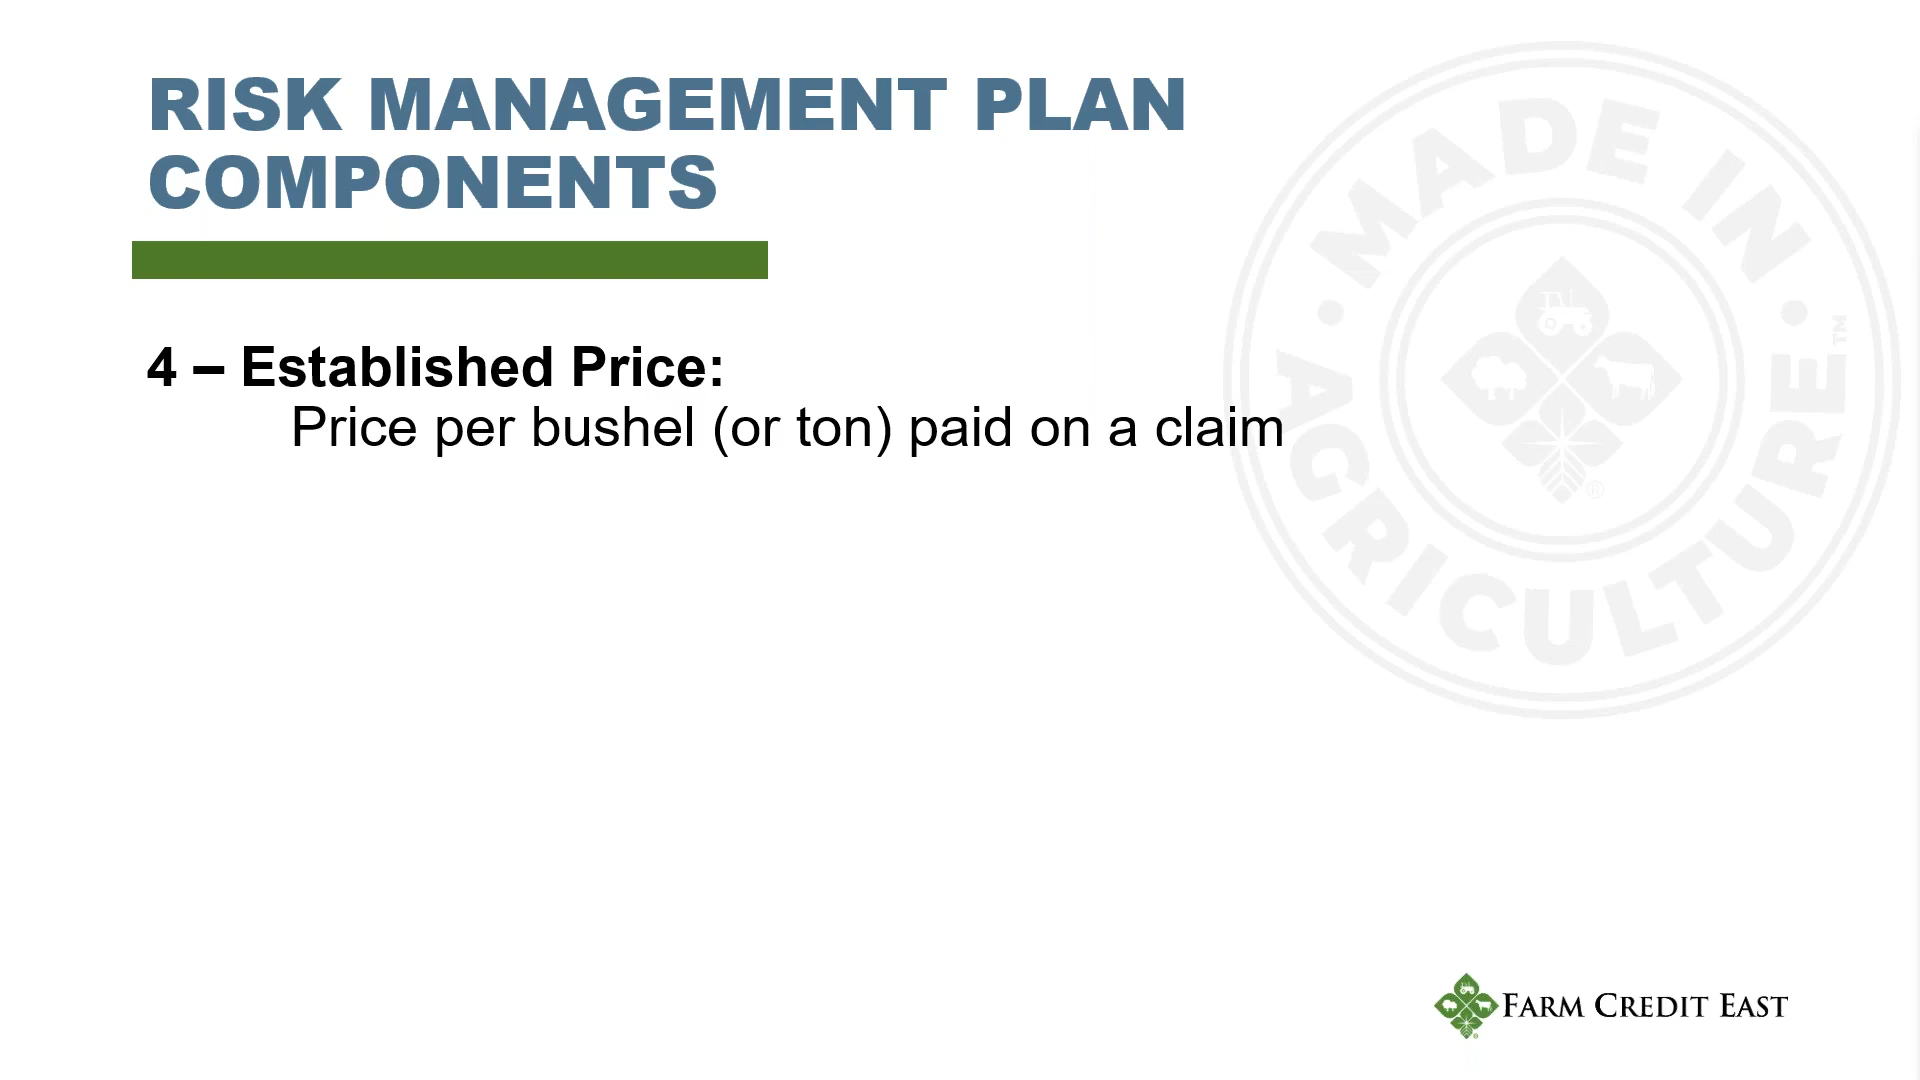 RISK MANAGEMENT PLAN
COMPONENTS
4 – Established Price:
Price per bushel (or ton) paid on a claim
MADE IN
AGRICULTURE™
®
FARM CREDIT EAST
®